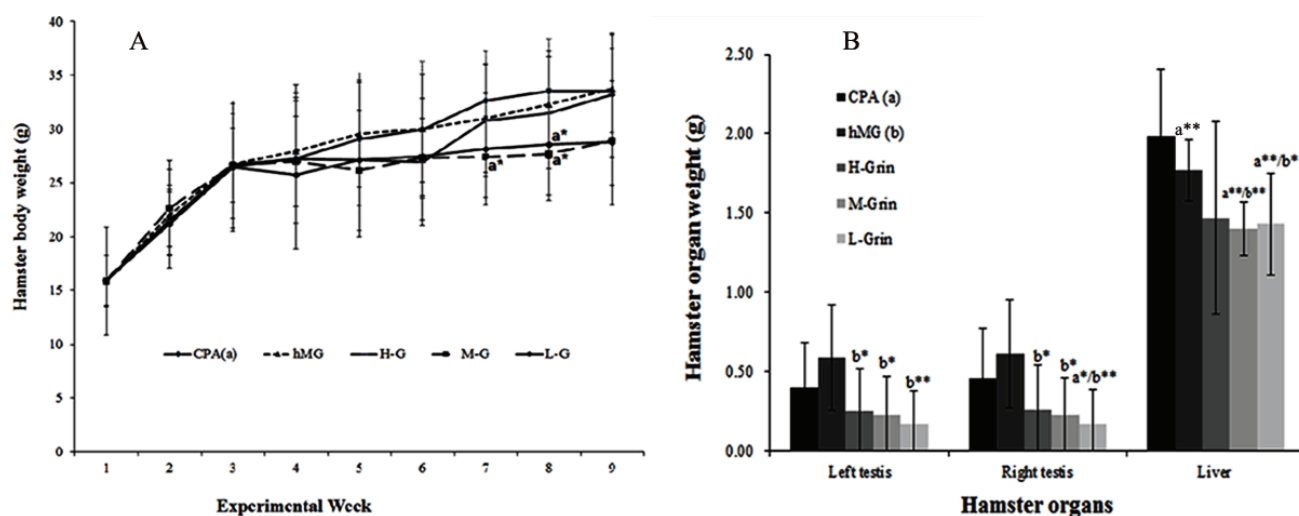 A
Hamster body weight (g)
40
35
30
25
20
15
10
5
0
a*
a*
a*
CPA(a) hMG H-G M-G L-G
1 2 3 4 5 6 7 8 9
Experimental Week
B
Hamster organ weight (g)
2.50
2.00
1.50
1.00
0.50
0.00
CPA (a)
hMG (b)
H-Grin
M-Grin
L-Grin
b* b* b**
b* b* a*/b**
a** a**/b** a**/b*
Left testis Right testis Liver
Hamster organs